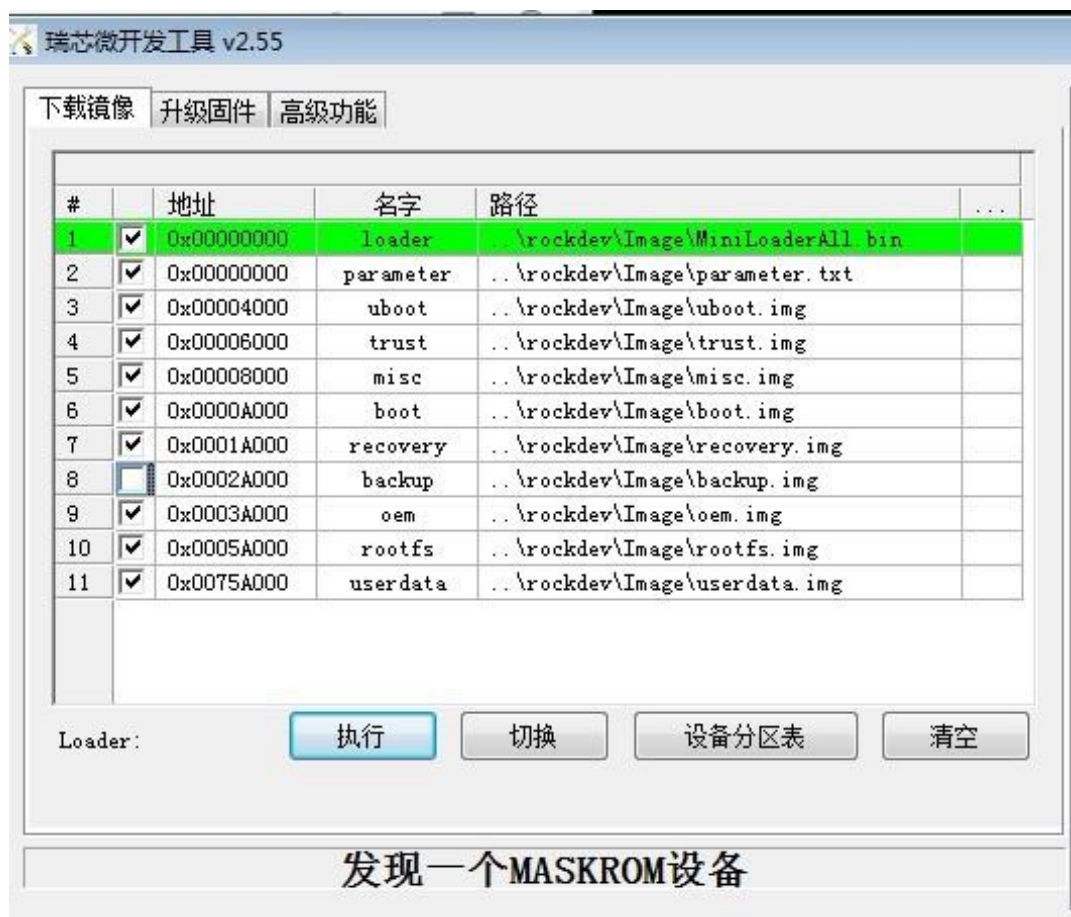 瑞芯微开发工具 v2.55
下载镜像 升级固件 高级功能
# 地址 名字 路径 ...
1 0x00000000 loader ..\rockdev\Image\MiniLoaderAll.bin
2 0x00000000 parameter ..\rockdev\Image\parameter.txt
3 0x00004000 uboot ..\rockdev\Image\uboot.img
4 0x00006000 trust ..\rockdev\Image\trust.img
5 0x00008000 misc ..\rockdev\Image\misc.img
6 0x0000A000 boot ..\rockdev\Image\boot.img
7 0x0001A000 recovery ..\rockdev\Image\recovery.img
8 0x0002A000 backup ..\rockdev\Image\backup.img
9 0x0003A000 oem ..\rockdev\Image\oem.img
10 0x0005A000 rootfs ..\rockdev\Image\rootfs.img
11 0x0075A000 userdata ..\rockdev\Image\userdata.img
Loader: 执行 切换 设备分区表 清空
发现一个MASKROM设备